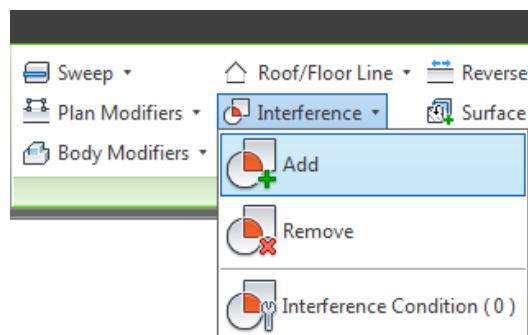 Sweep
Roof/Floor Line
Reverse
Plan Modifiers
Interference
Surface
Body Modifiers
Add
Remove
Interference Condition ( 0 )